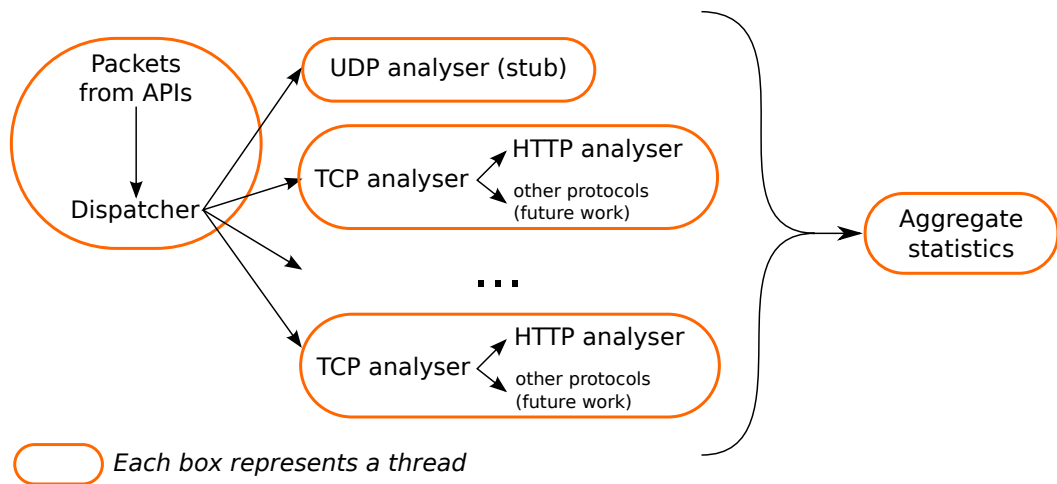 Packets
from APIs
Dispatcher
UDP analyser (stub)
TCP analyser
HTTP analyser
other protocols
(future work)
...
TCP analyser
HTTP analyser
other protocols
(future work)
Aggregate
statistics
Each box represents a thread